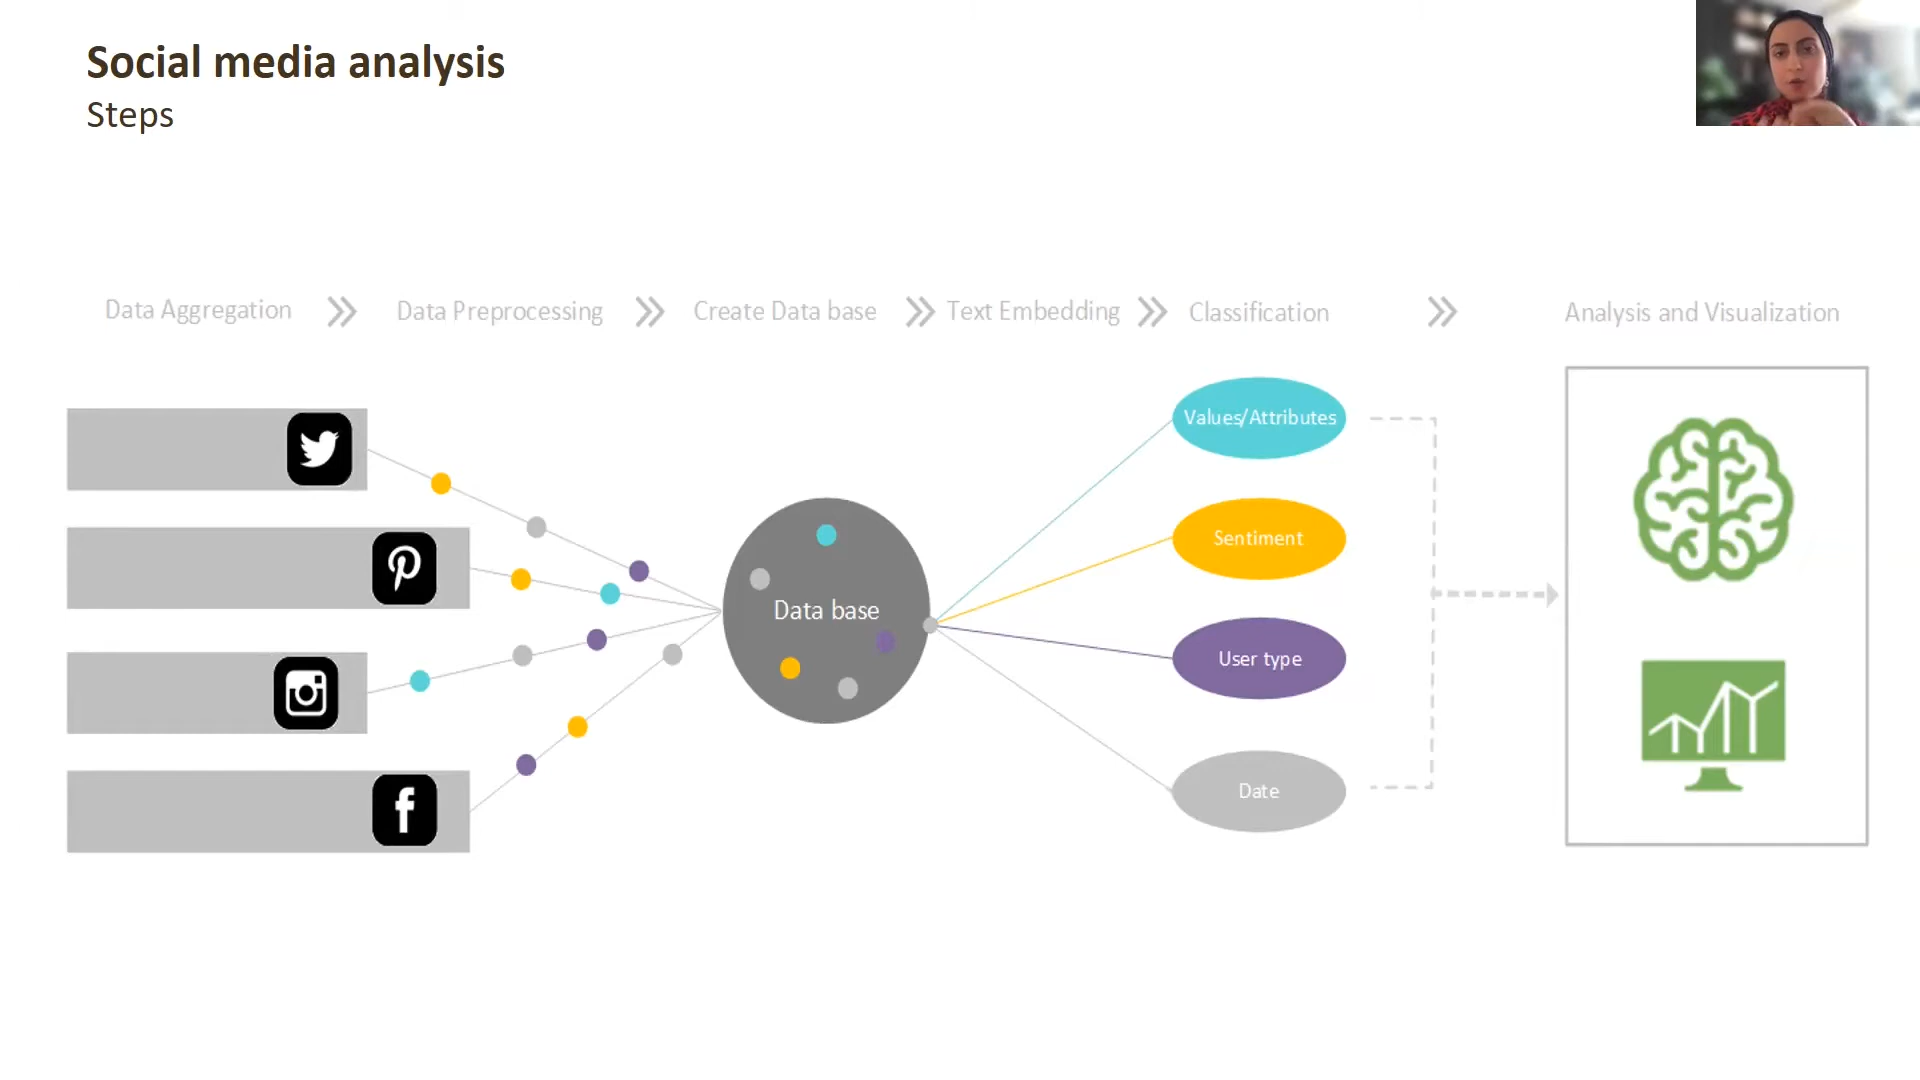 Social media analysis
Steps
Data Aggregation
Data Preprocessing
Create Data base
Text Embedding
Classification
Analysis and Visualization
Values/Attributes
Sentiment
Data base
User type
Date